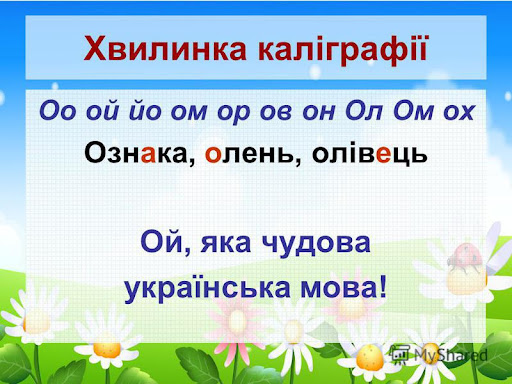 Хвилинка каліграфії
Оо ой йо ом ор ов он Ол Ом ох
Ознака, олень, олівець
Ой, яка чудова
українська мова!
MyShared